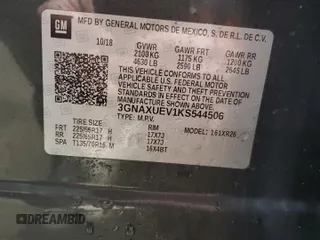 GM
MFD BY GENERAL MOTORS DE MEXICO, S. DE R.L. DE C.V.
10/18 GVWR GAWR FRT GAWR RR
2100 KG 1175 KG 1200 KG
4630 LB 2590 LB 2645 LB
THIS VEHICLE CONFORMS TO ALL APPLICABLE
U.S. FEDERAL MOTOR VEHICLE SAFETY,
THEFT PREVENTION STANDARDS IN EFFECT ON THE DATE OF
MANUFACTURE SHOWN ABOVE.
3GNAXUEV1KS544506
TYPE: M.P.V. MODEL: 1G1XR26
TIRE SIZE RIM
FRT 225/65R17 H 17X7J
RR 225/65R17 H 17X7J
SPA T135/70R16 M 16X4BT
DREAMBID